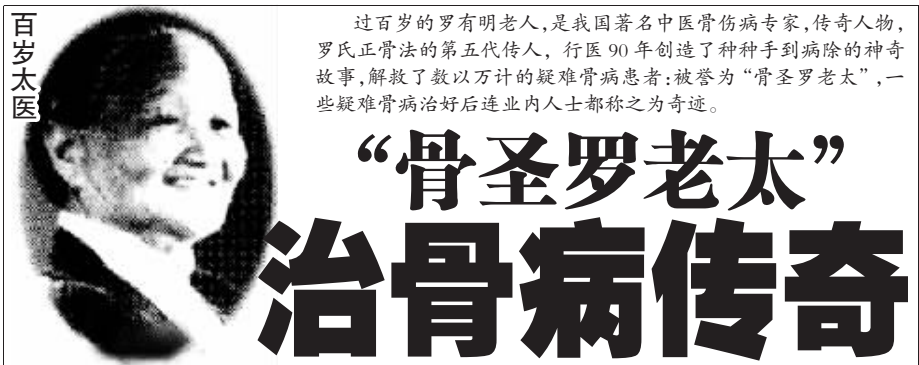 百岁太医
过百岁的罗有明老人，是我国著名中医骨伤病专家，传奇人物，
罗氏正骨法的第五代传人， 行医 90 年创造了种种手到病除的神奇
故事，解救了数以万计的疑难骨病患者：被誉为“骨圣罗老太”，一
些疑难骨病治好后连业内人士都称之为奇迹。
“骨圣罗老太”
治骨病传奇